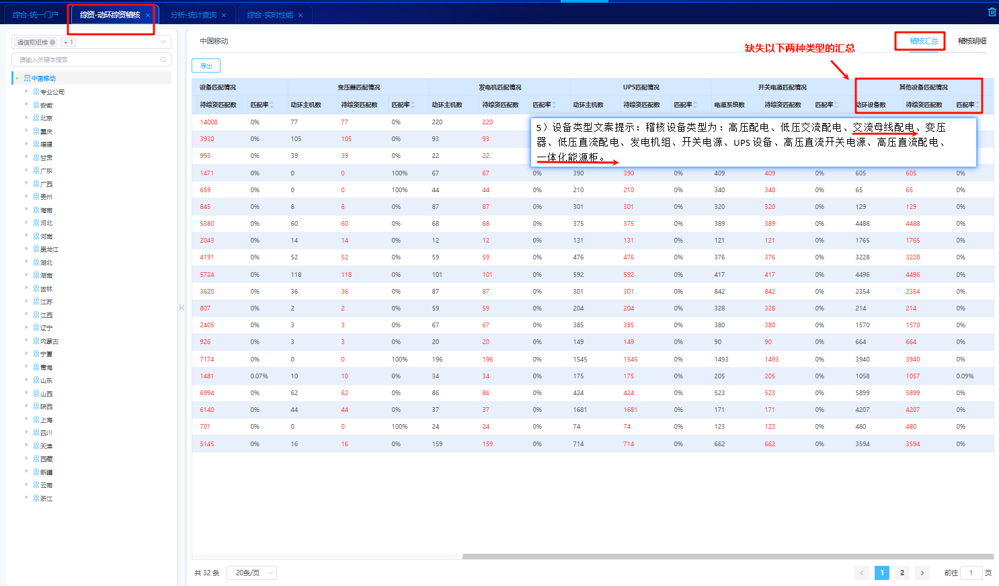 综合-统一门户 综资-动环综资稽核 × 分析-统计查询 × 综合-实时性能 ×
通信枢纽楼 + 1
请输入关键字搜索
中国移动
专业公司
安徽
北京
重庆
福建
甘肃
广东
广西
贵州
海南
河北
河南
黑龙江
湖北
湖南
吉林
江苏
江西
辽宁
内蒙古
宁夏
青海
山东
山西
陕西
上海
四川
天津
西藏
新疆
云南
浙江
中国移动 稽核汇总 稽核明细
缺失以下两种类型的汇总
导出
设备匹配情况 变压器匹配情况 发电机匹配情况 UPS匹配情况 开关电源匹配情况 其他设备匹配情况
待综资匹配数 匹配率 动环主机数 待综资匹配数 匹配率 动环主机数 待综资匹配数 匹配率 动环主机数 待综资匹配数 匹配率 电源系统数 待综资匹配数 匹配率 动环设备数 待综资匹配数 匹配率
14008 0% 77 77 0% 220 220
3930 0% 105 105 0% 93 93
993 0% 39 39 0% 22 22
5）设备类型文案提示：稽核设备类型为：高压配电、低压交流配电、交流母线配电、变压
器、低压直流配电、发电机组、开关电源、UPS 设备、高压直流开关电源、高压直流配电、
一体化能源柜。
1471 0% 0 0 100% 67 67 0% 390 390 0% 409 409 0% 605 605 0%
659 0% 0 0 100% 44 44 0% 210 210 0% 340 340 0% 65 65 0%
845 0% 8 8 0% 87 87 0% 301 301 0% 320 320 0% 129 129 0%
5380 0% 60 60 0% 68 68 0% 375 375 0% 389 389 0% 4488 4488 0%
2043 0% 14 14 0% 12 12 0% 131 131 0% 121 121 0% 1765 1765 0%
4191 0% 52 52 0% 59 59 0% 476 476 0% 376 376 0% 3228 3228 0%
5724 0% 118 118 0% 101 101 0% 592 592 0% 417 417 0% 4496 4496 0%
3620 0% 36 36 0% 87 87 0% 301 301 0% 842 842 0% 2354 2354 0%
807 0% 2 2 0% 59 59 0% 204 204 0% 328 328 0% 214 214 0%
2405 0% 3 3 0% 67 67 0% 385 385 0% 380 380 0% 1570 1570 0%
926 0% 3 3 0% 20 20 0% 149 149 0% 90 90 0% 664 664 0%
7174 0% 0 0 100% 196 196 0% 1545 1545 0% 1493 1493 0% 3940 3940 0%
1481 0.07% 10 10 0% 34 34 0% 175 175 0% 205 205 0% 1058 1057 0.09%
6994 0% 62 62 0% 86 86 0% 424 424 0% 523 523 0% 5899 5899 0%
6140 0% 44 44 0% 37 37 0% 1681 1681 0% 171 171 0% 4207 4207 0%
701 0% 0 0 100% 24 24 0% 74 74 0% 123 123 0% 480 480 0%
5145 0% 16 16 0% 159 159 0% 714 714 0% 662 662 0% 3594 3594 0%
共 32 条 20条/页 1 2 前往 1 页